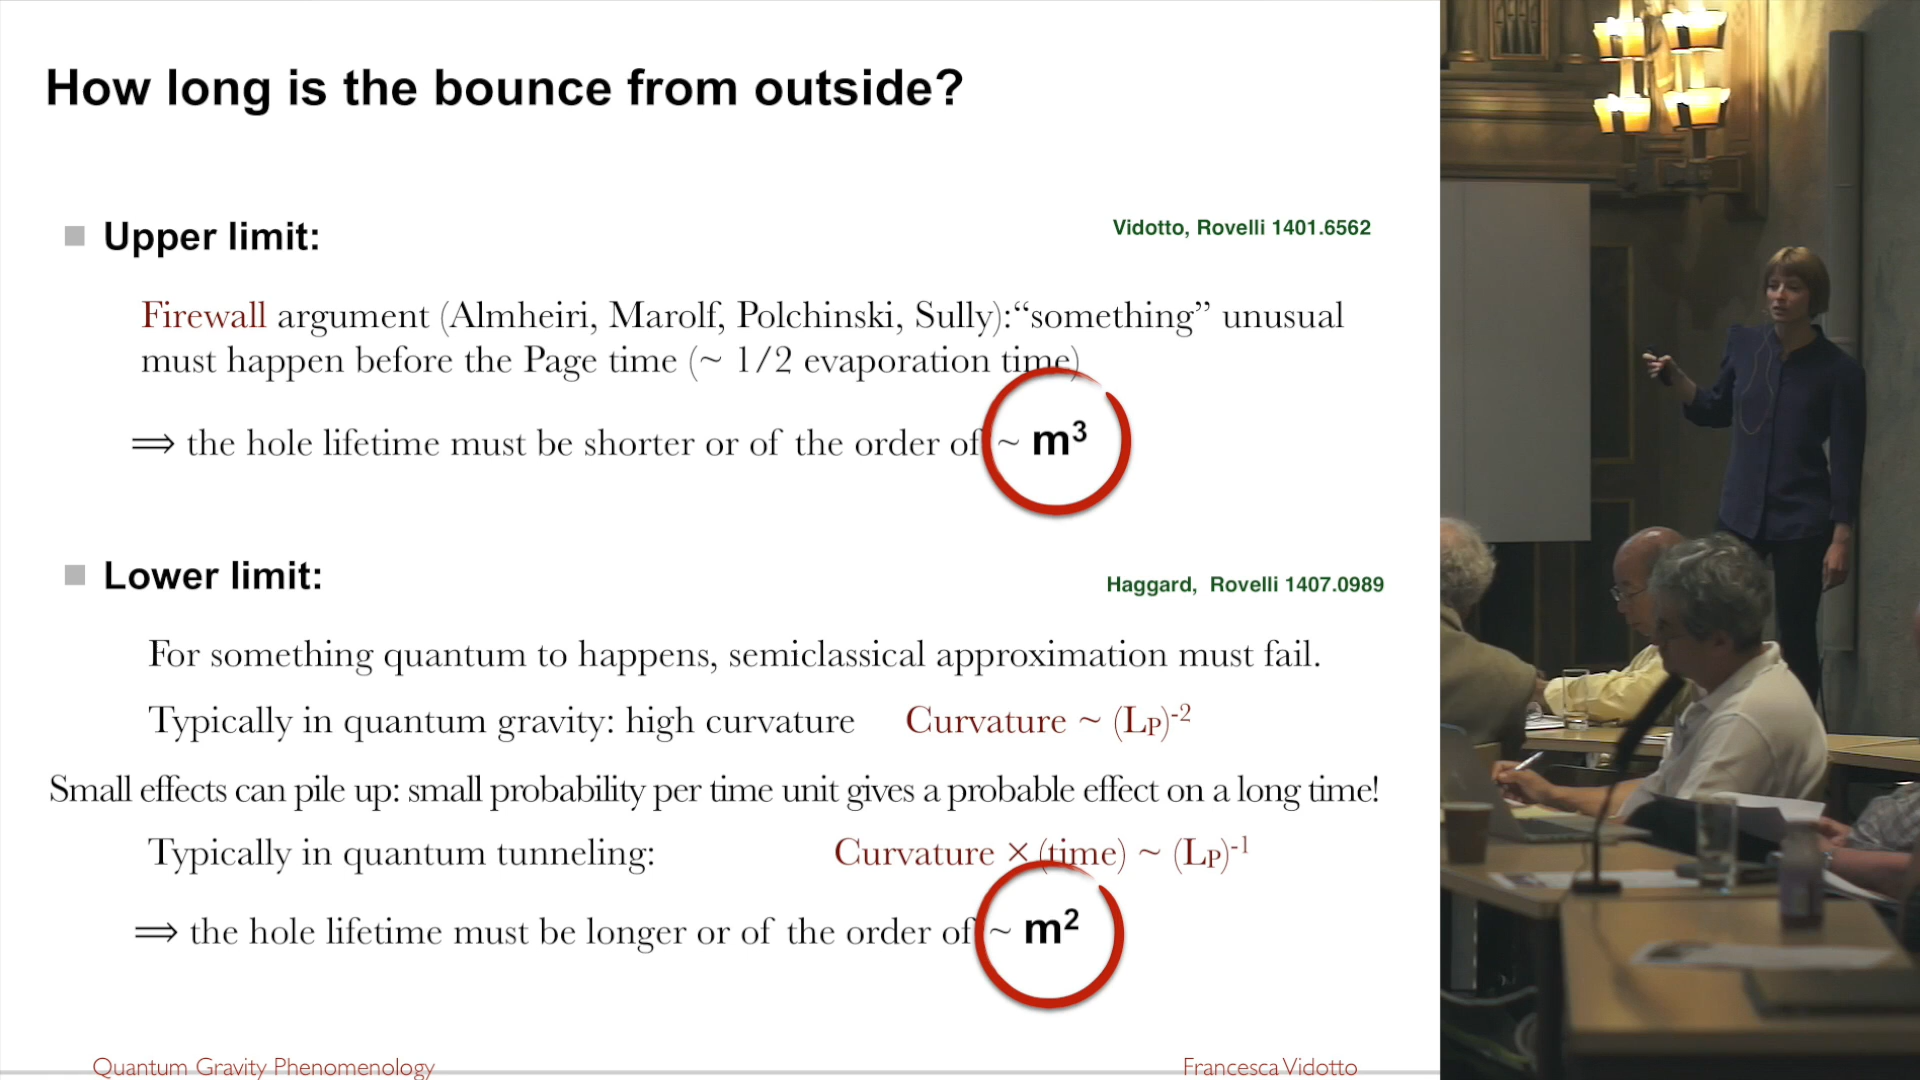 How long is the bounce from outside?
Upper limit:
Vidotto, Rovelli 1401.6562
Firewall argument (Almheiri, Marolf, Polchinski, Sully):“something” unusual
must happen before the Page time (~ 1/2 evaporation time)
⟹ the hole lifetime must be shorter or of the order of ~ m³
Lower limit:
Haggard, Rovelli 1407.0989
For something quantum to happens, semiclassical approximation must fail.
Typically in quantum gravity: high curvature Curvature ~ (LP)⁻²
Small effects can pile up: small probability per time unit gives a probable effect on a long time!
Typically in quantum tunneling: Curvature × (time) ~ (LP)⁻¹
⟹ the hole lifetime must be longer or of the order of ~ m²
Quantum Gravity Phenomenology
Francesca Vidotto